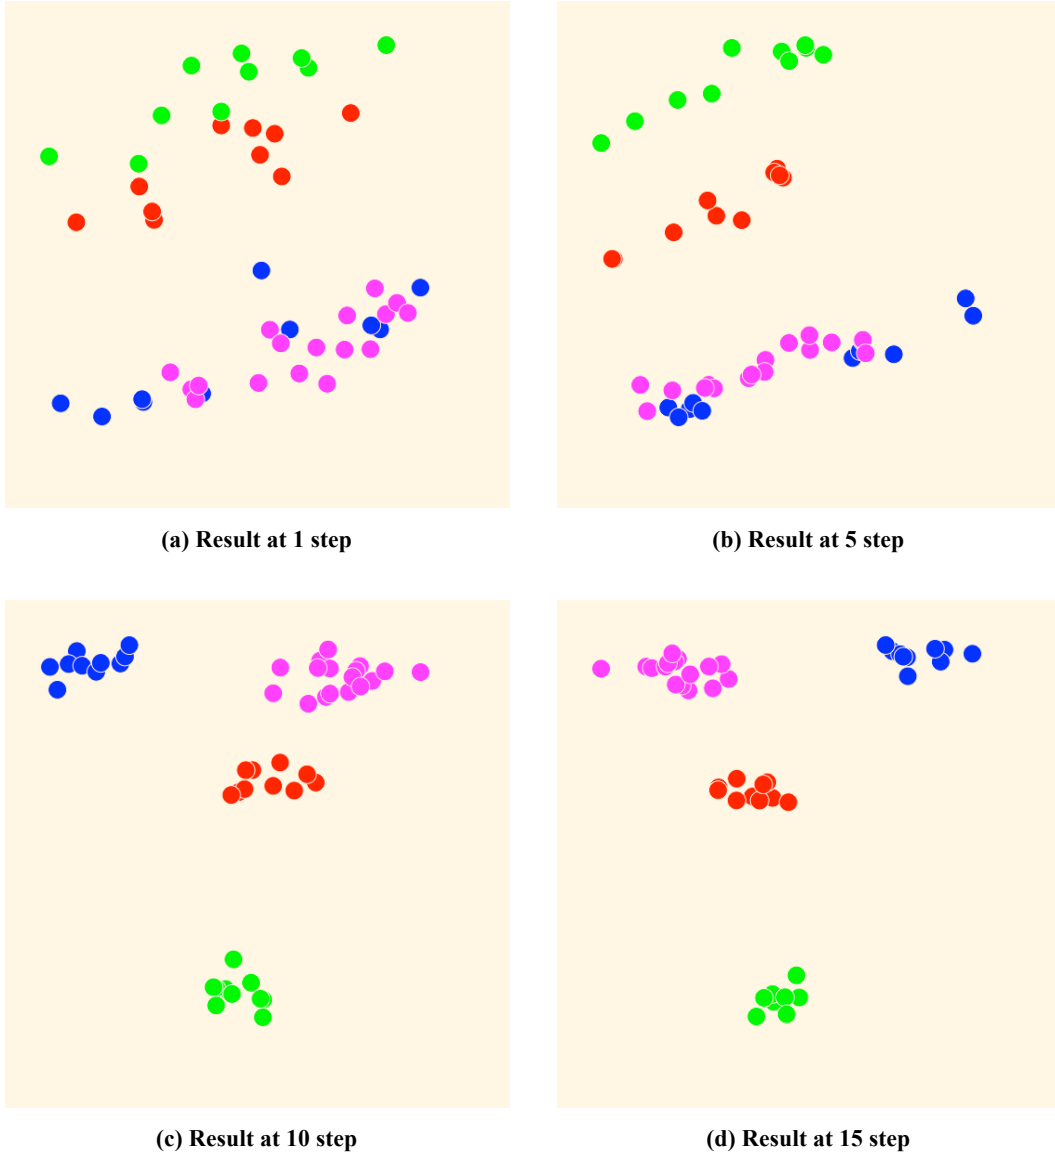 (a) Result at 1 step
(b) Result at 5 step
(c) Result at 10 step
(d) Result at 15 step